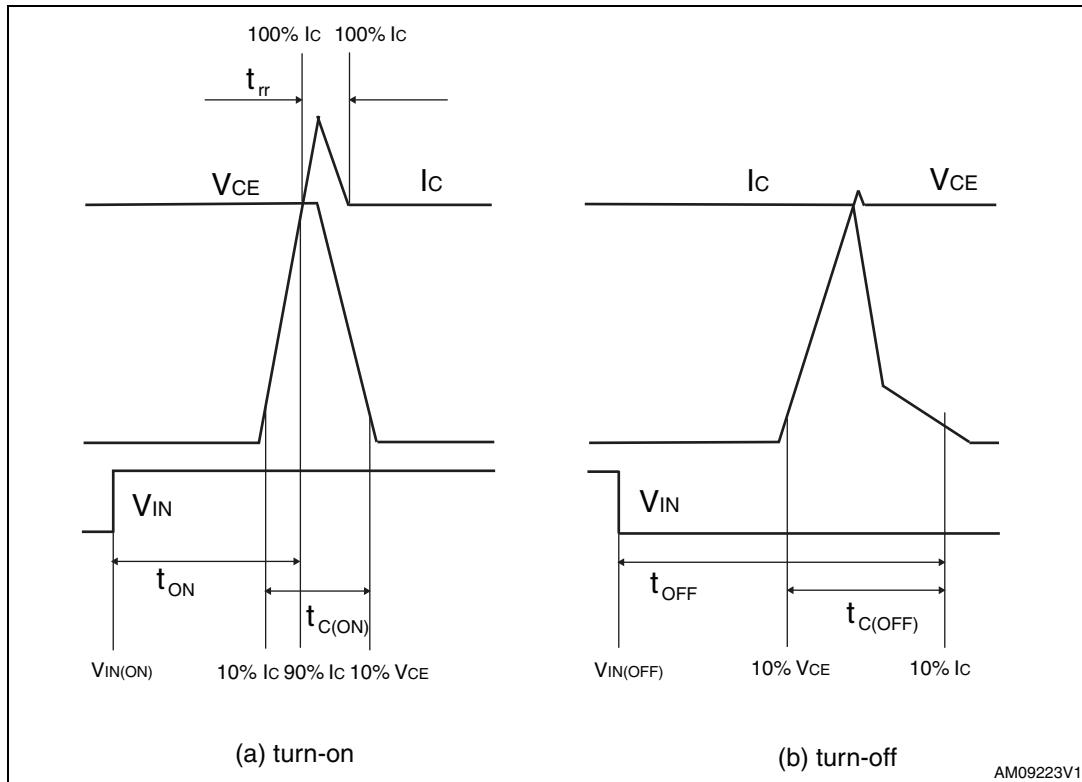 100% IC 100% IC
trr
VCE IC
IC VCE
VIN
VIN
tON
tOFF
tC(ON)
tC(OFF)
VIN(ON) 10% IC 90% IC 10% VCE
VIN(OFF) 10% VCE 10% IC
(a) turn-on
(b) turn-off
AM09223V1